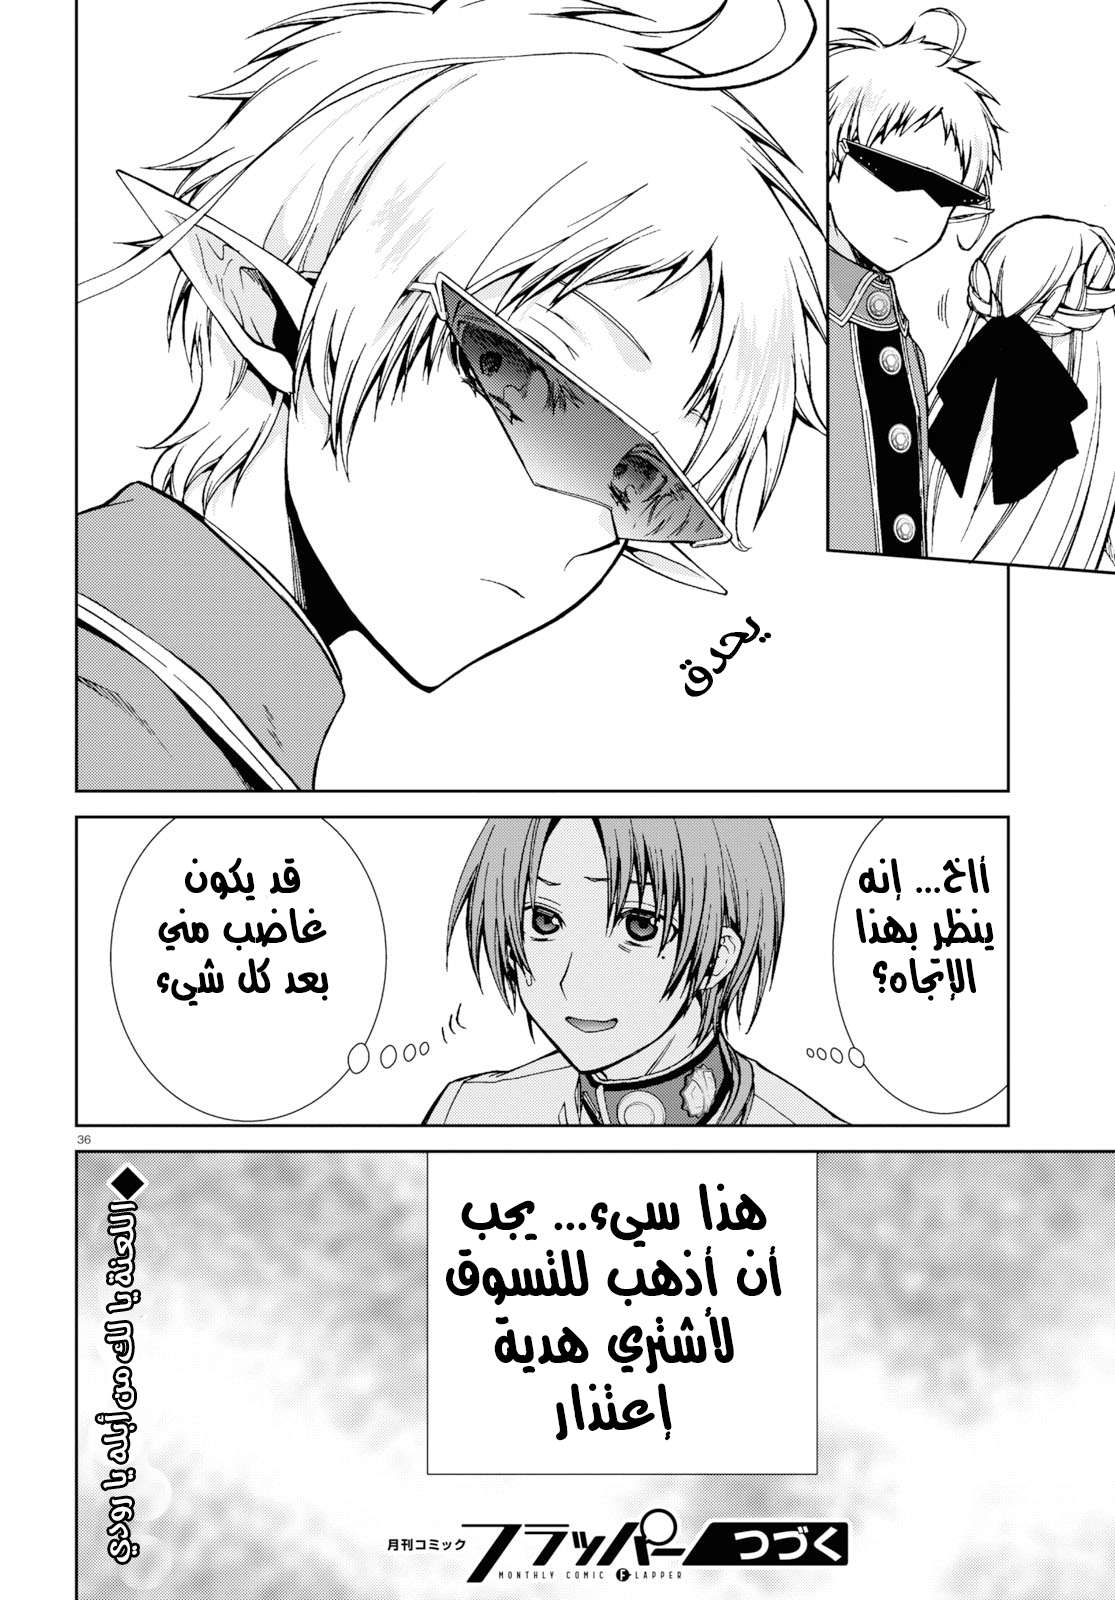 يحدق
أاخ... إنه
ينظر بهذا
الإتجاه؟
قد يكون
غاضب مني
بعد كل شيء
36
هذا سيء... يجب
أن أذهب للتسوق
لأشتري هدية
إعتذار
اللعنة يا لك من أبله يا رودي
月刊コミック
フラッパー
MONTHLY COMIC FLAPPER
つづく